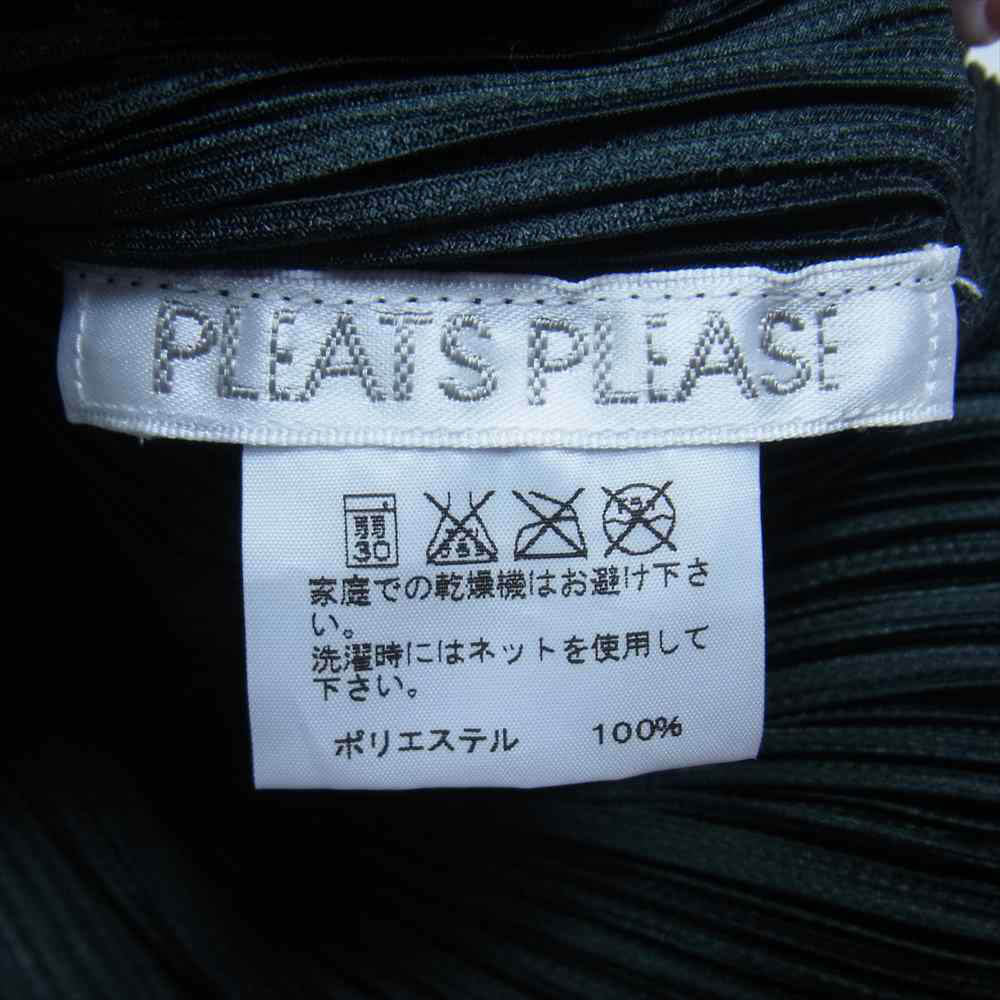 PLEATS PLEASE
弱
30
家庭での乾燥機はお避け下さ
い。
洗濯時にはネットを使用して
下さい。
ポリエステル 100%